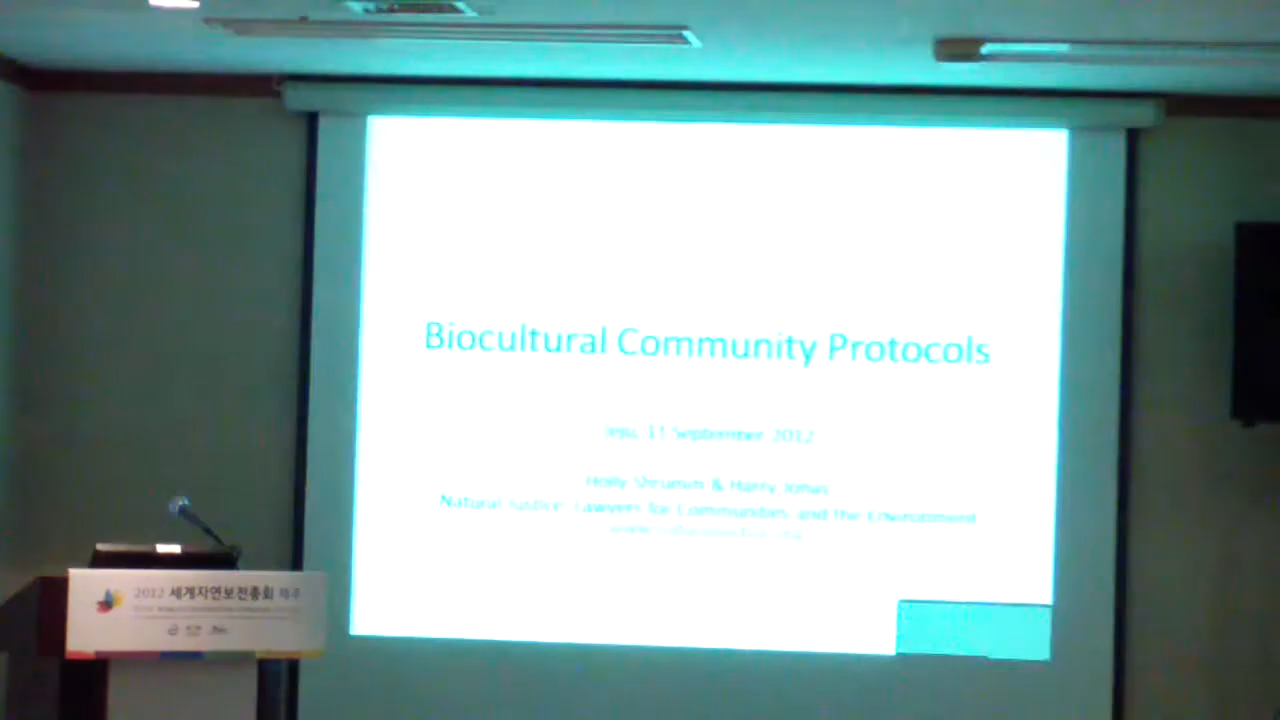 Biocultural Community Protocols
Jeju, 11 September 2012
Holly Shrumm & Harry Jonas
Natural Justice: Lawyers for Communities and the Environment
2012 세계자연보전총회 제주